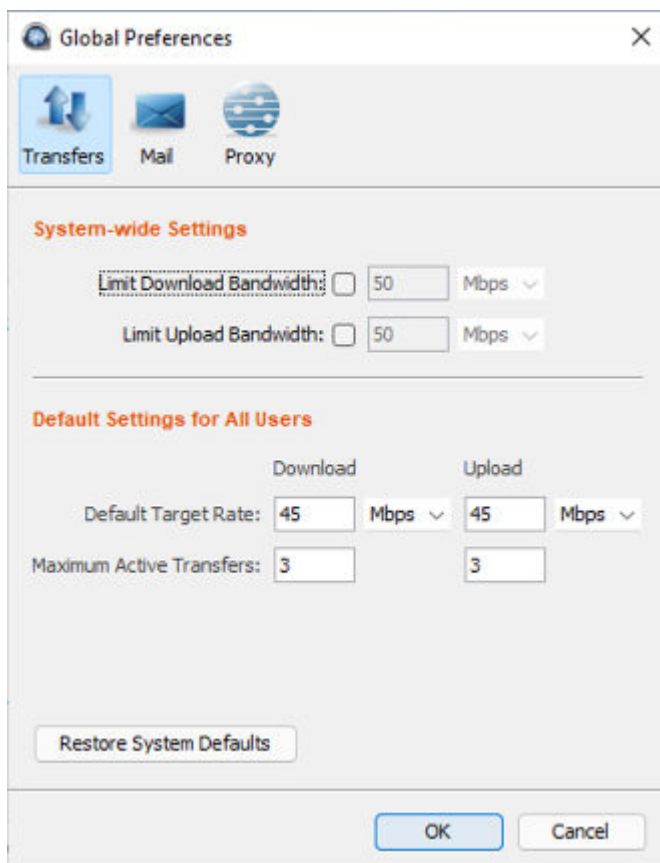 Global Preferences
Transfers Mail Proxy
System-wide Settings
Limit Download Bandwidth: 50 Mbps
Limit Upload Bandwidth: 50 Mbps
Default Settings for All Users
Download Upload
Default Target Rate: 45 Mbps 45 Mbps
Maximum Active Transfers: 3 3
Restore System Defaults
OK Cancel